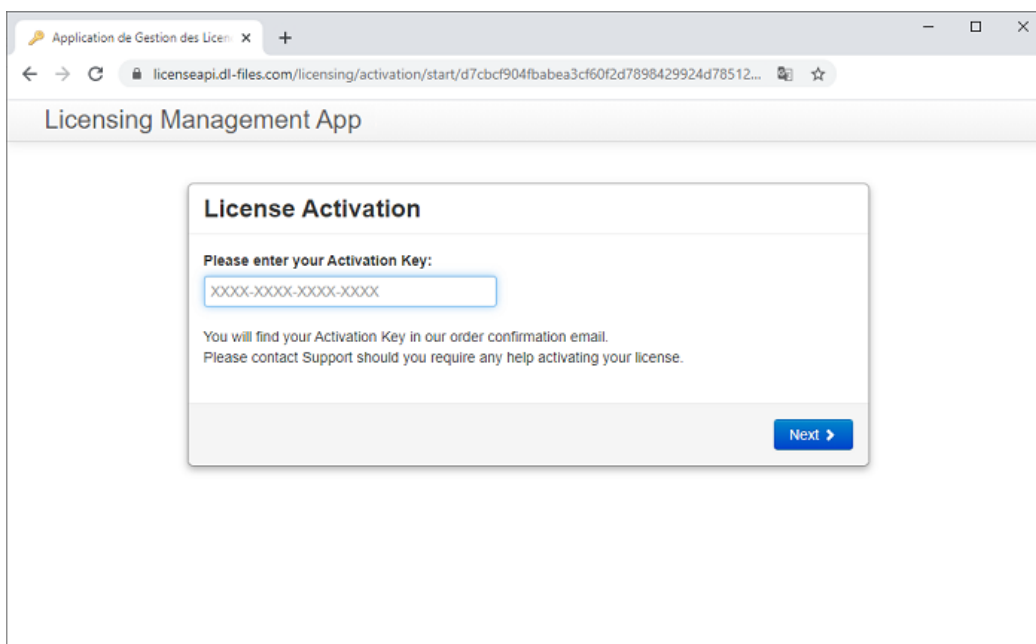 Application de Gestion des Licen
licenseapi.dl-files.com/licensing/activation/start/d7cbcf904fbabea3cf60f2d7898429924d78512...
Licensing Management App
License Activation
Please enter your Activation Key:
XXXX-XXXX-XXXX-XXXX
You will find your Activation Key in our order confirmation email.
Please contact Support should you require any help activating your license.
Next